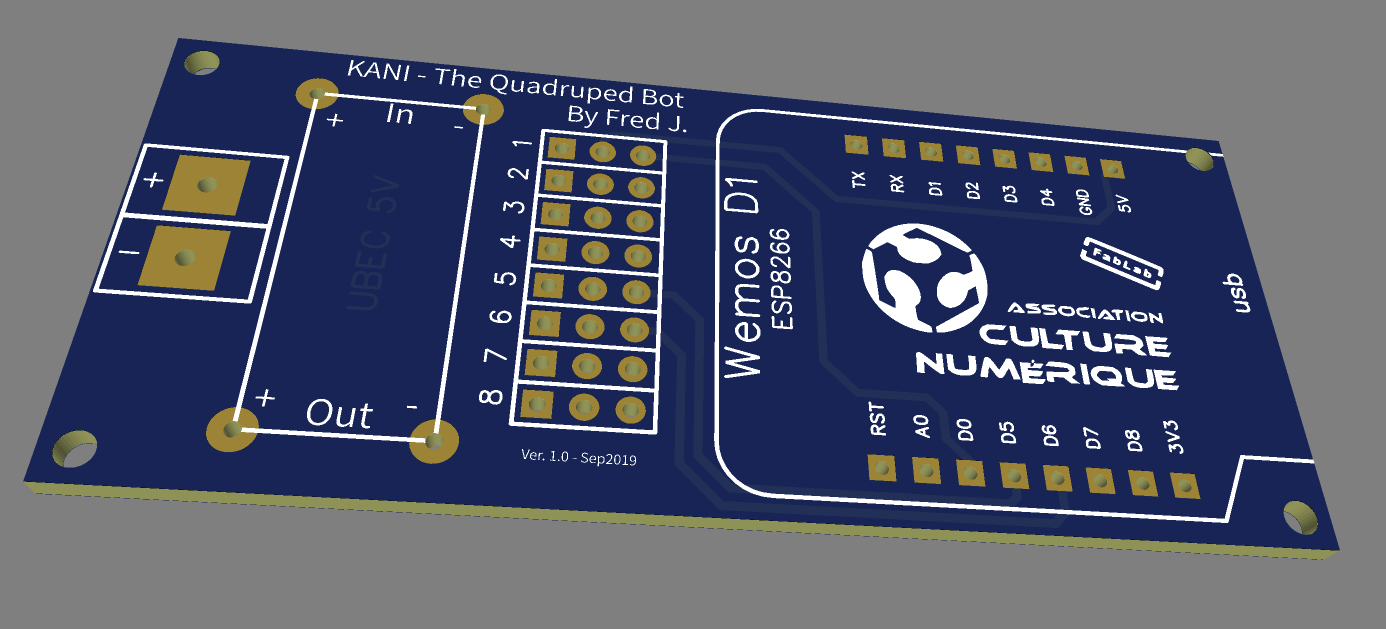 KANI - The Quadruped Bot
By Fred J.
In
+ -
+
-
UBEC 5V
+ -
Out
1
2
3
4
5
6
7
8
Ver. 1.0 - Sep2019
Wemos D1
ESP8266
TX RX D1 D2 D3 D4 GND 5V
FabLab
usb
ASSOCIATION
CULTURE
NUMÉRIQUE
RST A0 D0 D5 D6 D7 D8 3V3